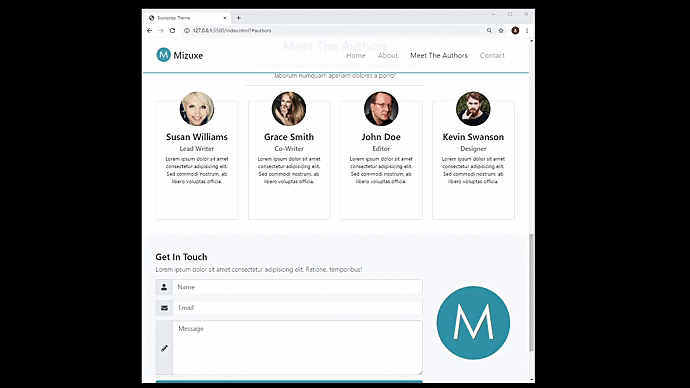 Bootstrap Theme
127.0.0.1:5500/index.html?#authors
A
Meet The Authors
M Mizuxe
Home About Meet The Authors Contact
laborum numquam aperiam dolores a porro!
Susan Williams
Lead Writer
Lorem ipsum dolor sit amet
consectetur adipisicing elit.
Sed commodi nostrum, ab
libero voluptas officia.
Grace Smith
Co-Writer
Lorem ipsum dolor sit amet
consectetur adipisicing elit.
Sed commodi nostrum, ab
libero voluptas officia.
John Doe
Editor
Lorem ipsum dolor sit amet
consectetur adipisicing elit.
Sed commodi nostrum, ab
libero voluptas officia.
Kevin Swanson
Designer
Lorem ipsum dolor sit amet
consectetur adipisicing elit.
Sed commodi nostrum, ab
libero voluptas officia.
Get In Touch
Lorem ipsum dolor sit amet consectetur adipisicing elit. Ratione, temporibus!
Name
Email
Message
M